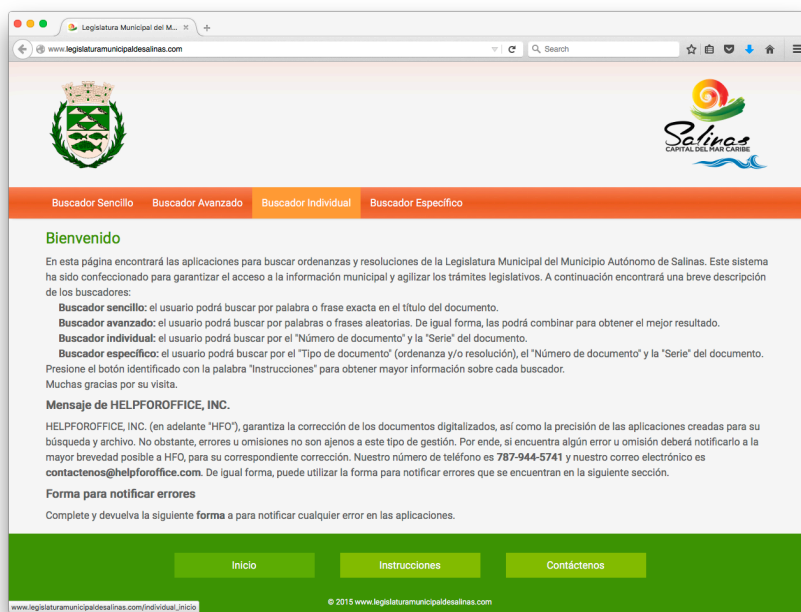 Legislatura Municipal del M...
www.legislaturamunicipaldesalinas.com
Search
Salinas
CAPITAL DEL MAR CARIBE
Buscador Sencillo Buscador Avanzado Buscador Individual Buscador Específico
Bienvenido
En esta página encontrará las aplicaciones para buscar ordenanzas y resoluciones de la Legislatura Municipal del Municipio Autónomo de Salinas. Este sistema
ha sido confeccionado para garantizar el acceso a la información municipal y agilizar los trámites legislativos. A continuación encontrará una breve descripción
de los buscadores:
Buscador sencillo: el usuario podrá buscar por palabra o frase exacta en el título del documento.
Buscador avanzado: el usuario podrá buscar por palabras o frases aleatorias. De igual forma, las podrá combinar para obtener el mejor resultado.
Buscador individual: el usuario podrá buscar por el "Número de documento" y la "Serie" del documento.
Buscador específico: el usuario podrá buscar por el "Tipo de documento" (ordenanza y/o resolución), el "Número de documento" y la "Serie" del documento.
Presione el botón identificado con la palabra "Instrucciones" para obtener mayor información sobre cada buscador.
Muchas gracias por su visita.
Mensaje de HELPFOROFFICE, INC.
HELPFOROFFICE, INC. (en adelante "HFO"), garantiza la corrección de los documentos digitalizados, así como la precisión de las aplicaciones creadas para su
búsqueda y archivo. No obstante, errores u omisiones no son ajenos a este tipo de gestión. Por ende, si encuentra algún error u omisión deberá notificarlo a la
mayor brevedad posible a HFO, para su correspondiente corrección. Nuestro número de teléfono es 787-944-5741 y nuestro correo electrónico es
contactenos@helpforoffice.com. De igual forma, puede utilizar la forma para notificar errores que se encuentran en la siguiente sección.
Forma para notificar errores
Complete y devuelva la siguiente forma a para notificar cualquier error en las aplicaciones.
Inicio Instrucciones Contáctenos
© 2015 www.legislaturamunicipaldesalinas.com
www.legislaturamunicipaldesalinas.com/individual_inicio